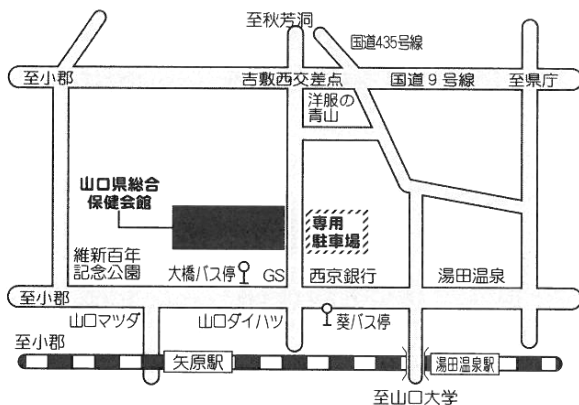 至秋芳洞
国道435号線
至小郡
吉敷西交差点
国道9号線
至県庁
洋服の
青山
山口県総合
保健会館
専用
駐車場
維新百年
記念公園
大橋バス停
GS
西京銀行
湯田温泉
至小郡
山口マツダ
山口ダイハツ
葵バス停
至小郡
矢原駅
湯田温泉駅
至山口大学